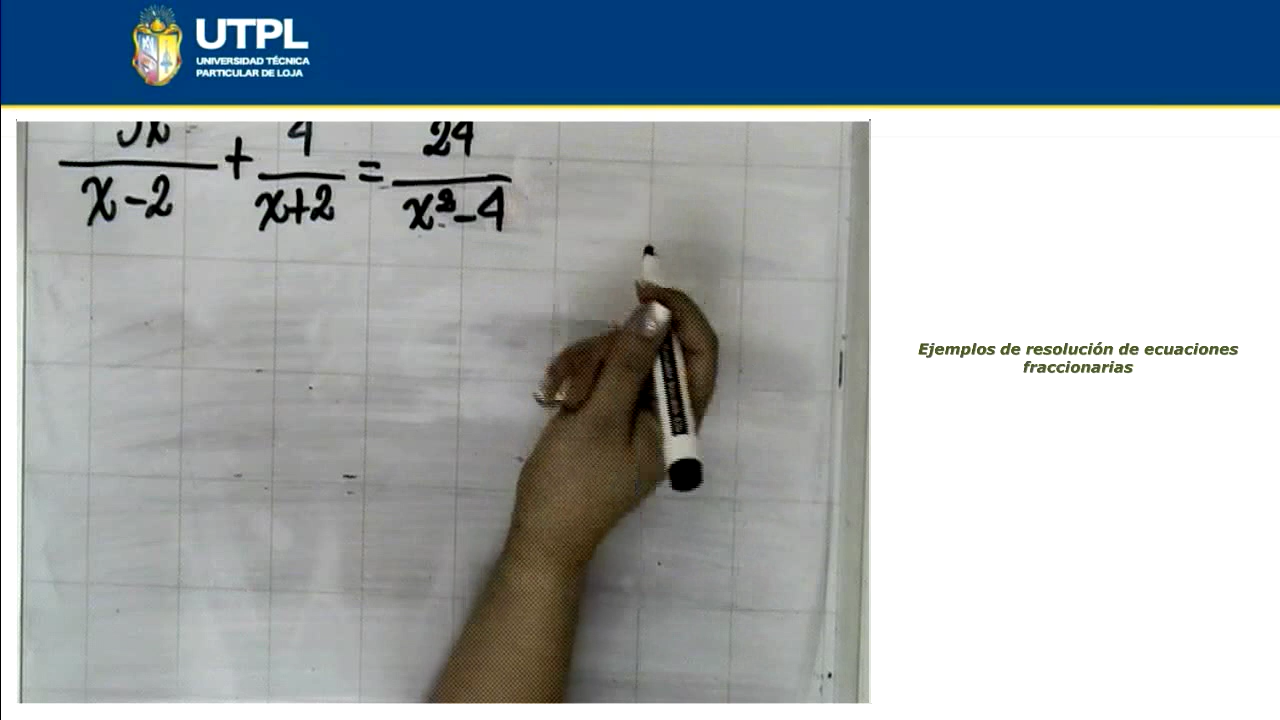 UTPL
UNIVERSIDAD TÉCNICA
PARTICULAR DE LOJA
4 24
x-2 + x+2 = x²-4
Ejemplos de resolución de ecuaciones
fraccionarias